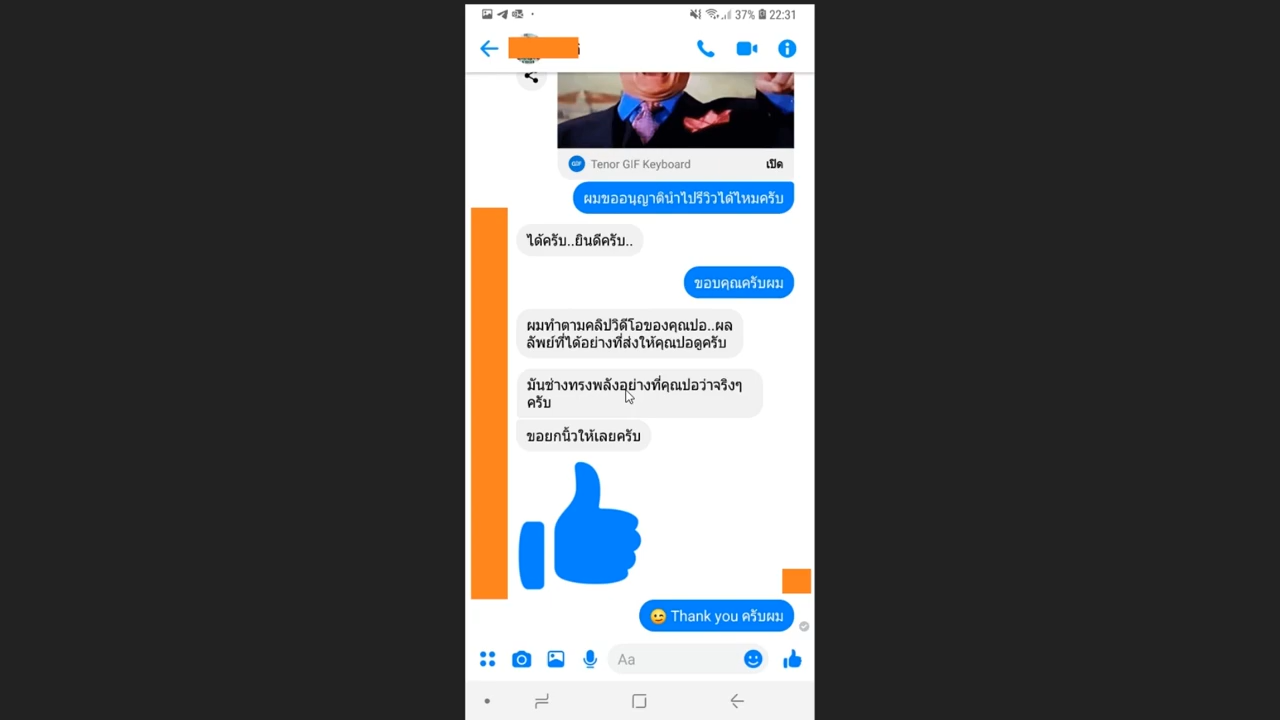 37% 22:31
Tenor GIF Keyboard เปิด
ผมขออนุญาตินำไปรีวิวได้ไหมครับ
ได้ครับ..ยินดีครับ..
ขอบคุณครับผม
ผมทำตามคลิปวิดีโอของคุณปอ..ผล
ลัพย์ที่ได้อย่างที่ส่งให้คุณปอดูครับ
มันช่างทรงพลังอย่างที่คุณปอว่าจริงๆ
ครับ
ขอยกนิ้วให้เลยครับ
😉 Thank you ครับผม
Aa